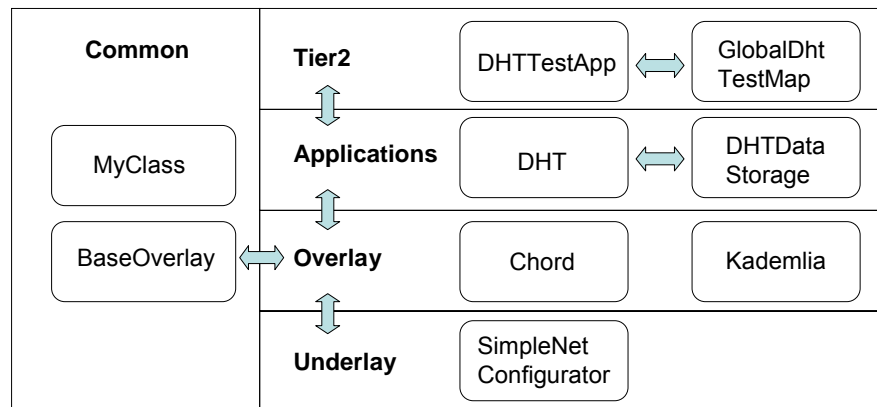 Common
MyClass
BaseOverlay
Tier2
DHTTestApp
GlobalDht
TestMap
Applications
DHT
DHTData
Storage
Overlay
Chord
Kademlia
Underlay
SimpleNet
Configurator